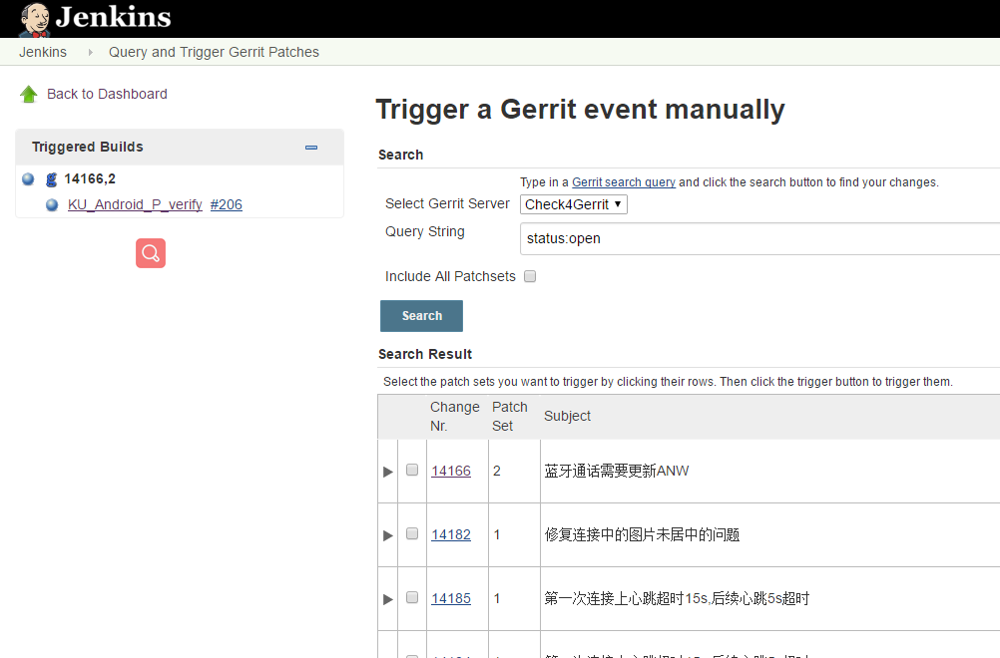 Jenkins
Jenkins Query and Trigger Gerrit Patches
Back to Dashboard
Triggered Builds
14166,2
KU_Android_P_verify #206
Trigger a Gerrit event manually
Search
Type in a Gerrit search query and click the search button to find your changes.
Select Gerrit Server Check4Gerrit
Query String status:open
Include All Patchsets
Search
Search Result
Select the patch sets you want to trigger by clicking their rows. Then click the trigger button to trigger them.
Change Nr. Patch Set Subject
14166 2 蓝牙通话需要更新ANW
14182 1 修复连接中的图片未居中的问题
14185 1 第一次连接上心跳超时15s,后续心跳5s超时